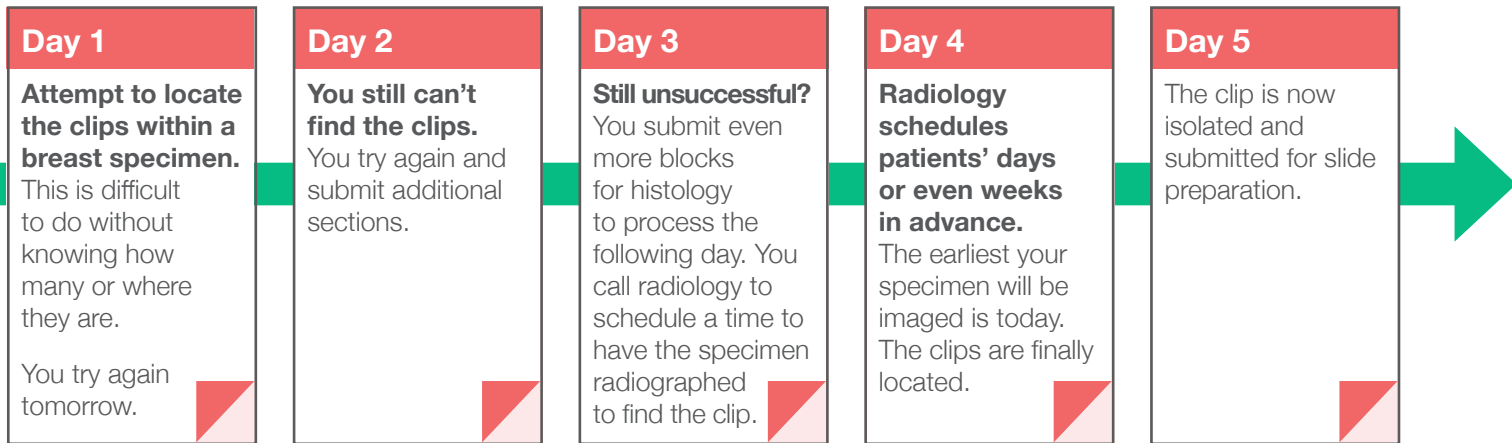 Day 1
Attempt to locate
the clips within a
breast specimen.
This is difficult
to do without
knowing how
many or where
they are.
You try again
tomorrow.
Day 2
You still can’t
find the clips.
You try again and
submit additional
sections.
Day 3
Still unsuccessful?
You submit even
more blocks
for histology
to process the
following day. You
call radiology to
schedule a time to
have the specimen
radiographed
to find the clip.
Day 4
Radiology
schedules
patients’ days
or even weeks
in advance.
The earliest your
specimen will be
imaged is today.
The clips are finally
located.
Day 5
The clip is now
isolated and
submitted for slide
preparation.